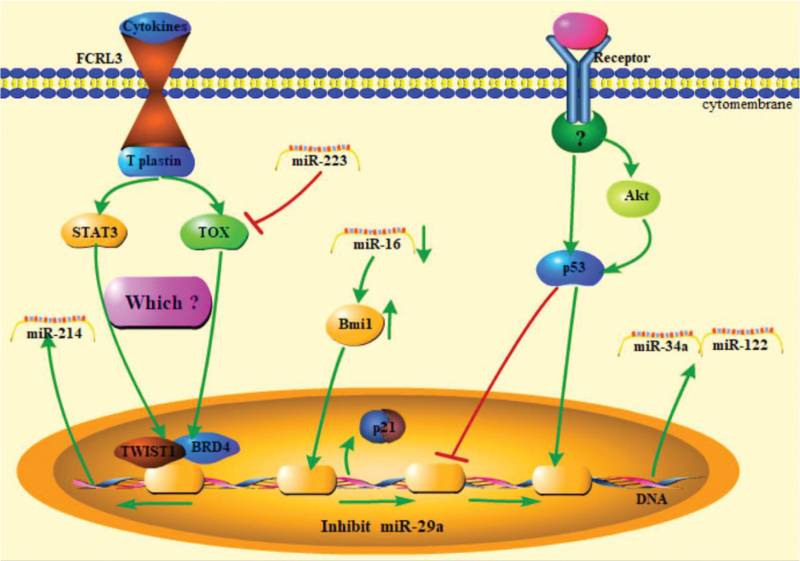 Cytokines
FCRL3
Receptor
cytomembrane
?
T plastin
miR-223
Akt
STAT3
TOX
miR-16
p53
Which ?
Bmi1
miR-214
miR-34a
miR-122
p21
TWIST1
BRD4
DNA
Inhibit miR-29a